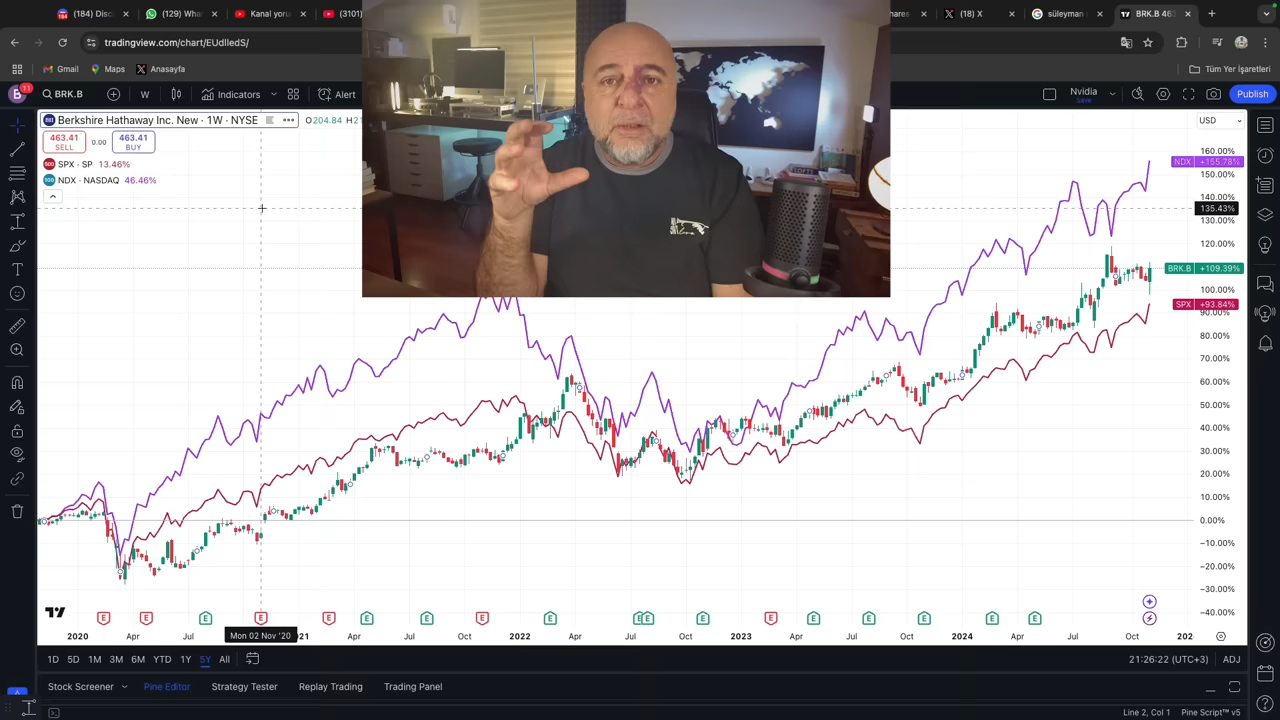 (184) Disc
(129) Wha
Kanal yoru
(3101)
hares
(18) X
süleyman
BRK.B 463
tradingview.com/chart/EUdlledS/
Gmail
Maps
Anasayfa
Tüm Yer İşaretleri
11
BRK.B
W
Indicators
Alert
Nvidia
Save
Publish
Berkshire Hathaway Inc. New · 1W · NYSE
O204.84
USD
463.41
SELL
0.00
463.41
BUY
SPX · SP 13.46%
NDX · NASDAQ 46.46%
160.00%
NDX +155.78%
150.00%
140.00%
135.43%
130.00%
120.00%
BRK.B +109.39%
100.00%
SPX +93.84%
90.00%
80.00%
70.00%
60.00%
50.00%
40.00%
30.00%
20.00%
10.00%
0.00%
−10.00%
−20.00%
−30.00%
−40.00%
E E E E E E E E E E E E E E E E E E
2020 Apr Jul Mon 02 Nov '20 Apr Jul Oct 2022 Apr Jul Oct 2023 Apr Jul Oct 2024 Apr Jul Oct
1D 5D 1M 3M 6M YTD 1Y 5Y All
21:26:22 (UTC+3) ADJ
Stock Screener Pine Editor Strategy Tester Replay Trading Trading Panel
Line 2, Col 1 Pine Script™ v5